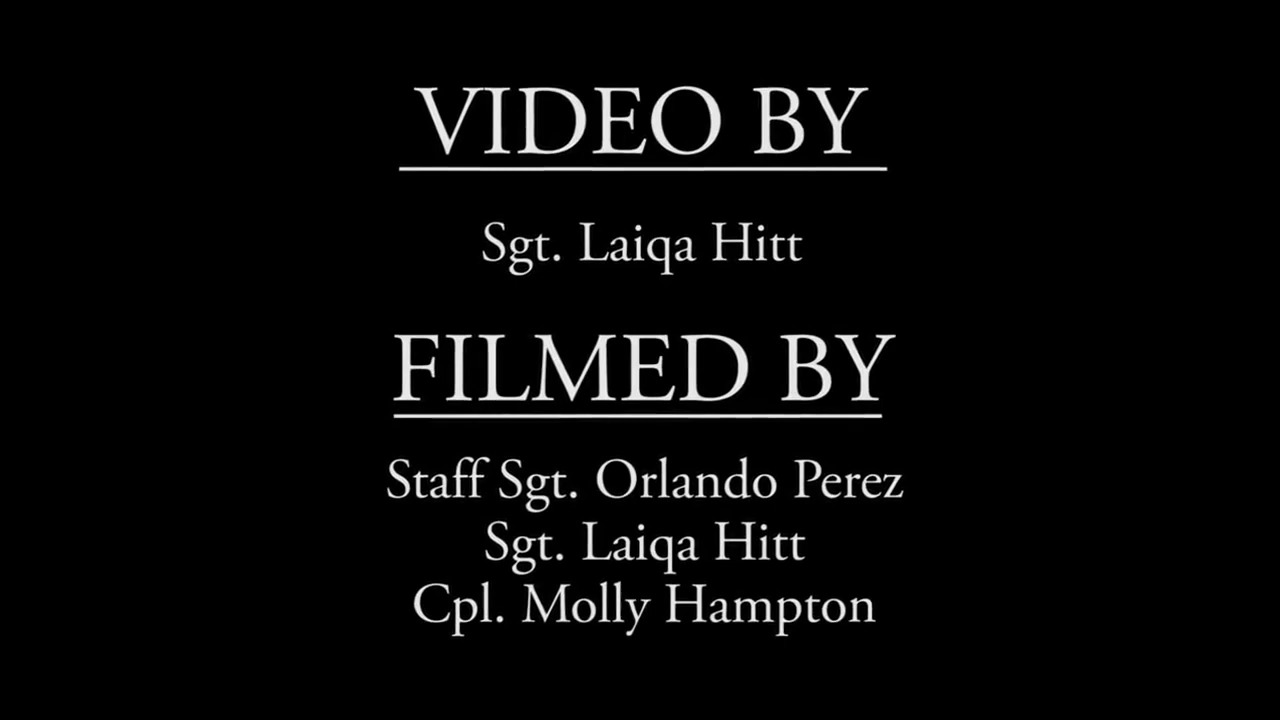 VIDEO BY
Sgt. Laiqa Hitt
FILMED BY
Staff Sgt. Orlando Perez
Sgt. Laiqa Hitt
Cpl. Molly Hampton